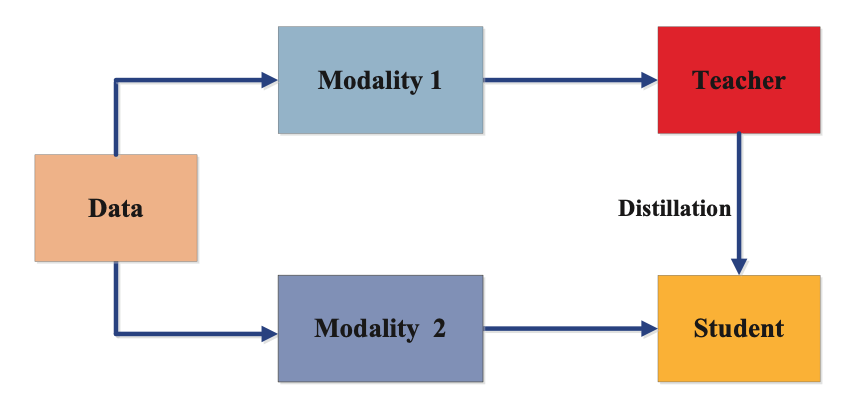 Modality 1
Teacher
Data
Distillation
Modality 2
Student